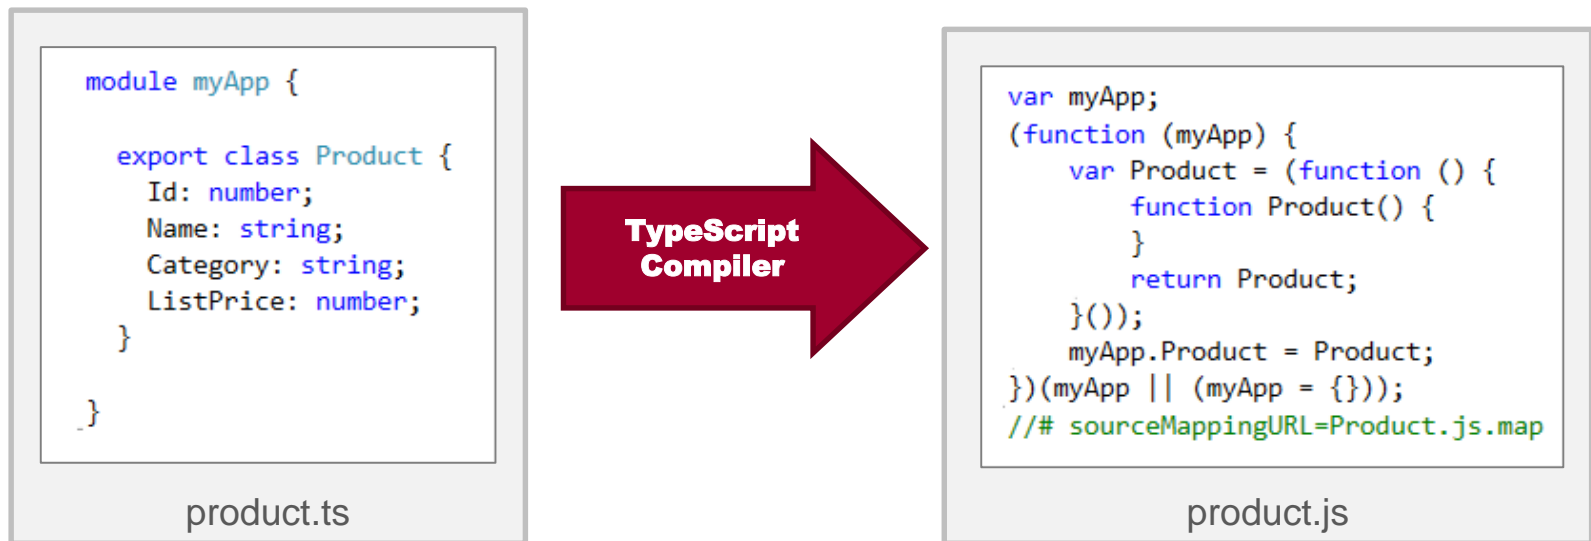 module myApp {
export class Product {
Id: number;
Name: string;
Category: string;
ListPrice: number;
}
}
product.ts
TypeScript
Compiler
var myApp;
(function (myApp) {
var Product = (function () {
function Product() {
}
return Product;
}());
myApp.Product = Product;
})(myApp || (myApp = {}));
//# sourceMappingURL=Product.js.map
product.js